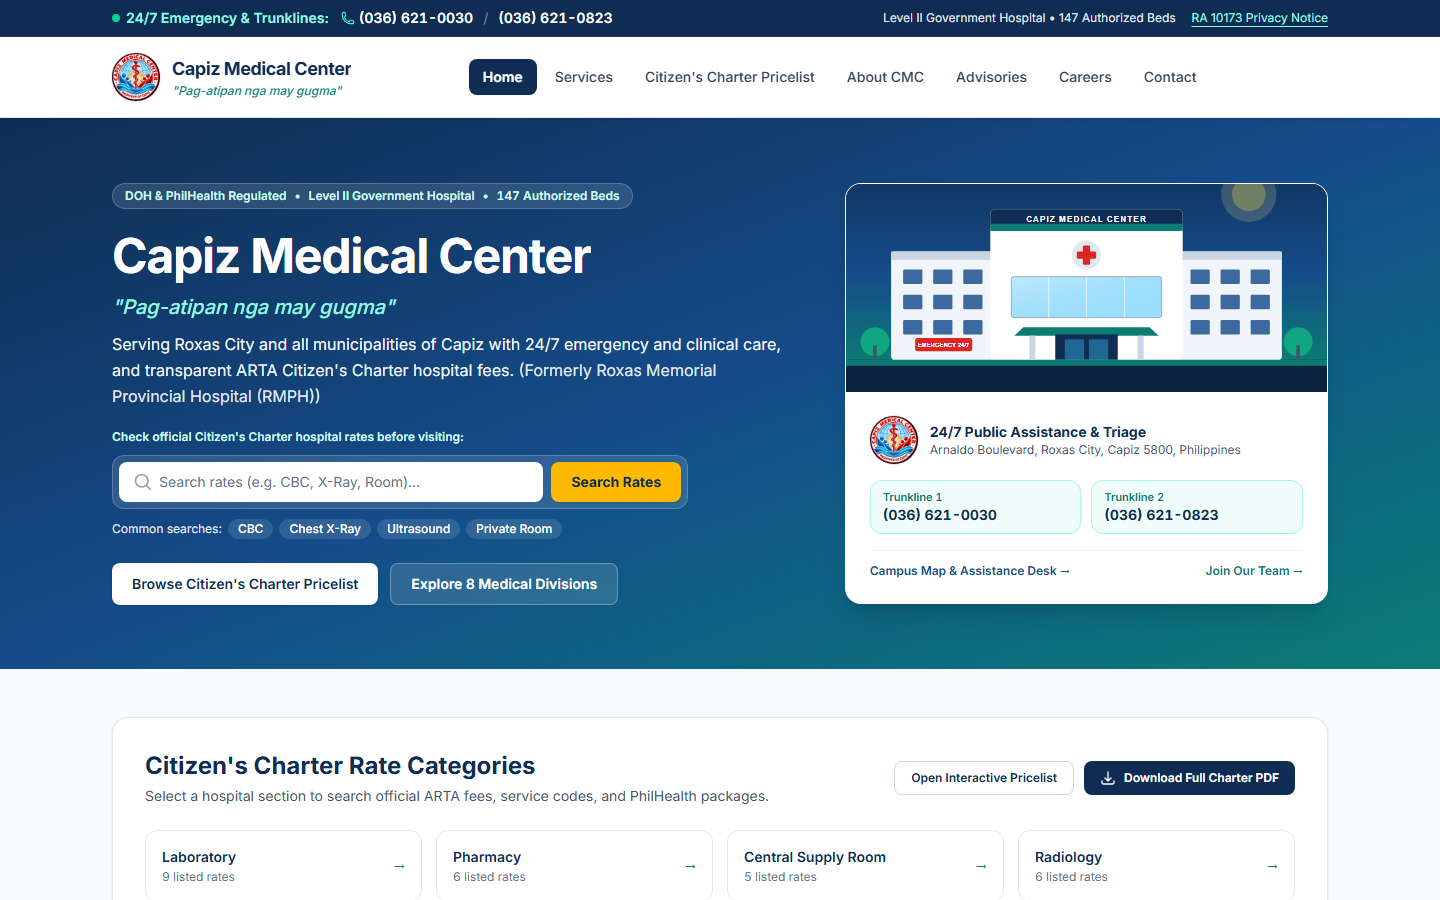 24/7 Emergency & Trunklines: (036) 621-0030 / (036) 621-0823
Level II Government Hospital • 147 Authorized Beds
RA 10173 Privacy Notice
Capiz Medical Center
"Pag-atipan nga may gugma"
Home
Services
Citizen's Charter Pricelist
About CMC
Advisories
Careers
Contact
DOH & PhilHealth Regulated • Level II Government Hospital • 147 Authorized Beds
Capiz Medical Center
"Pag-atipan nga may gugma"
Serving Roxas City and all municipalities of Capiz with 24/7 emergency and clinical care,
and transparent ARTA Citizen's Charter hospital fees. (Formerly Roxas Memorial
Provincial Hospital (RMPH))
Check official Citizen's Charter hospital rates before visiting:
Search rates (e.g. CBC, X-Ray, Room)...
Search Rates
Common searches:
CBC
Chest X-Ray
Ultrasound
Private Room
Browse Citizen's Charter Pricelist
Explore 8 Medical Divisions
CAPIZ MEDICAL CENTER
EMERGENCY 24/7
24/7 Public Assistance & Triage
Arnaldo Boulevard, Roxas City, Capiz 5800, Philippines
Trunkline 1
(036) 621-0030
Trunkline 2
(036) 621-0823
Campus Map & Assistance Desk →
Join Our Team →
Citizen's Charter Rate Categories
Select a hospital section to search official ARTA fees, service codes, and PhilHealth packages.
Open Interactive Pricelist
Download Full Charter PDF
Laboratory →
9 listed rates
Pharmacy →
6 listed rates
Central Supply Room →
5 listed rates
Radiology →
6 listed rates